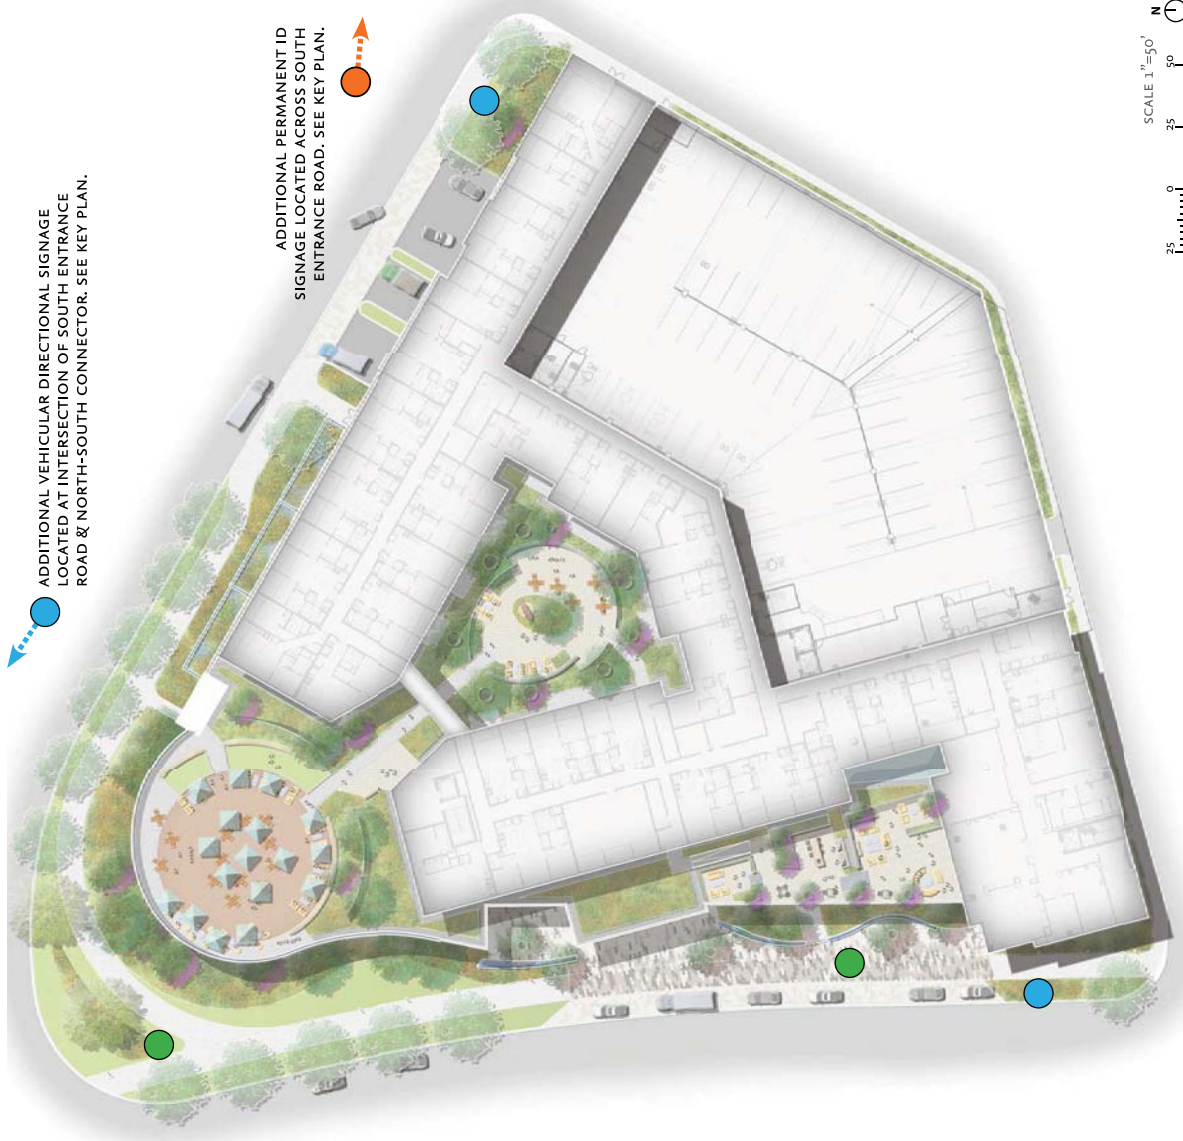 ADDITIONAL VEHICULAR DIRECTIONAL SIGNAGE
LOCATED AT INTERSECTION OF SOUTH ENTRANCE
ROAD & NORTH-SOUTH CONNECTOR. SEE KEY PLAN.
ADDITIONAL PERMANENT ID
SIGNAGE LOCATED ACROSS SOUTH
ENTRANCE ROAD. SEE KEY PLAN.
N
SCALE 1"=50'
25 0 25 50